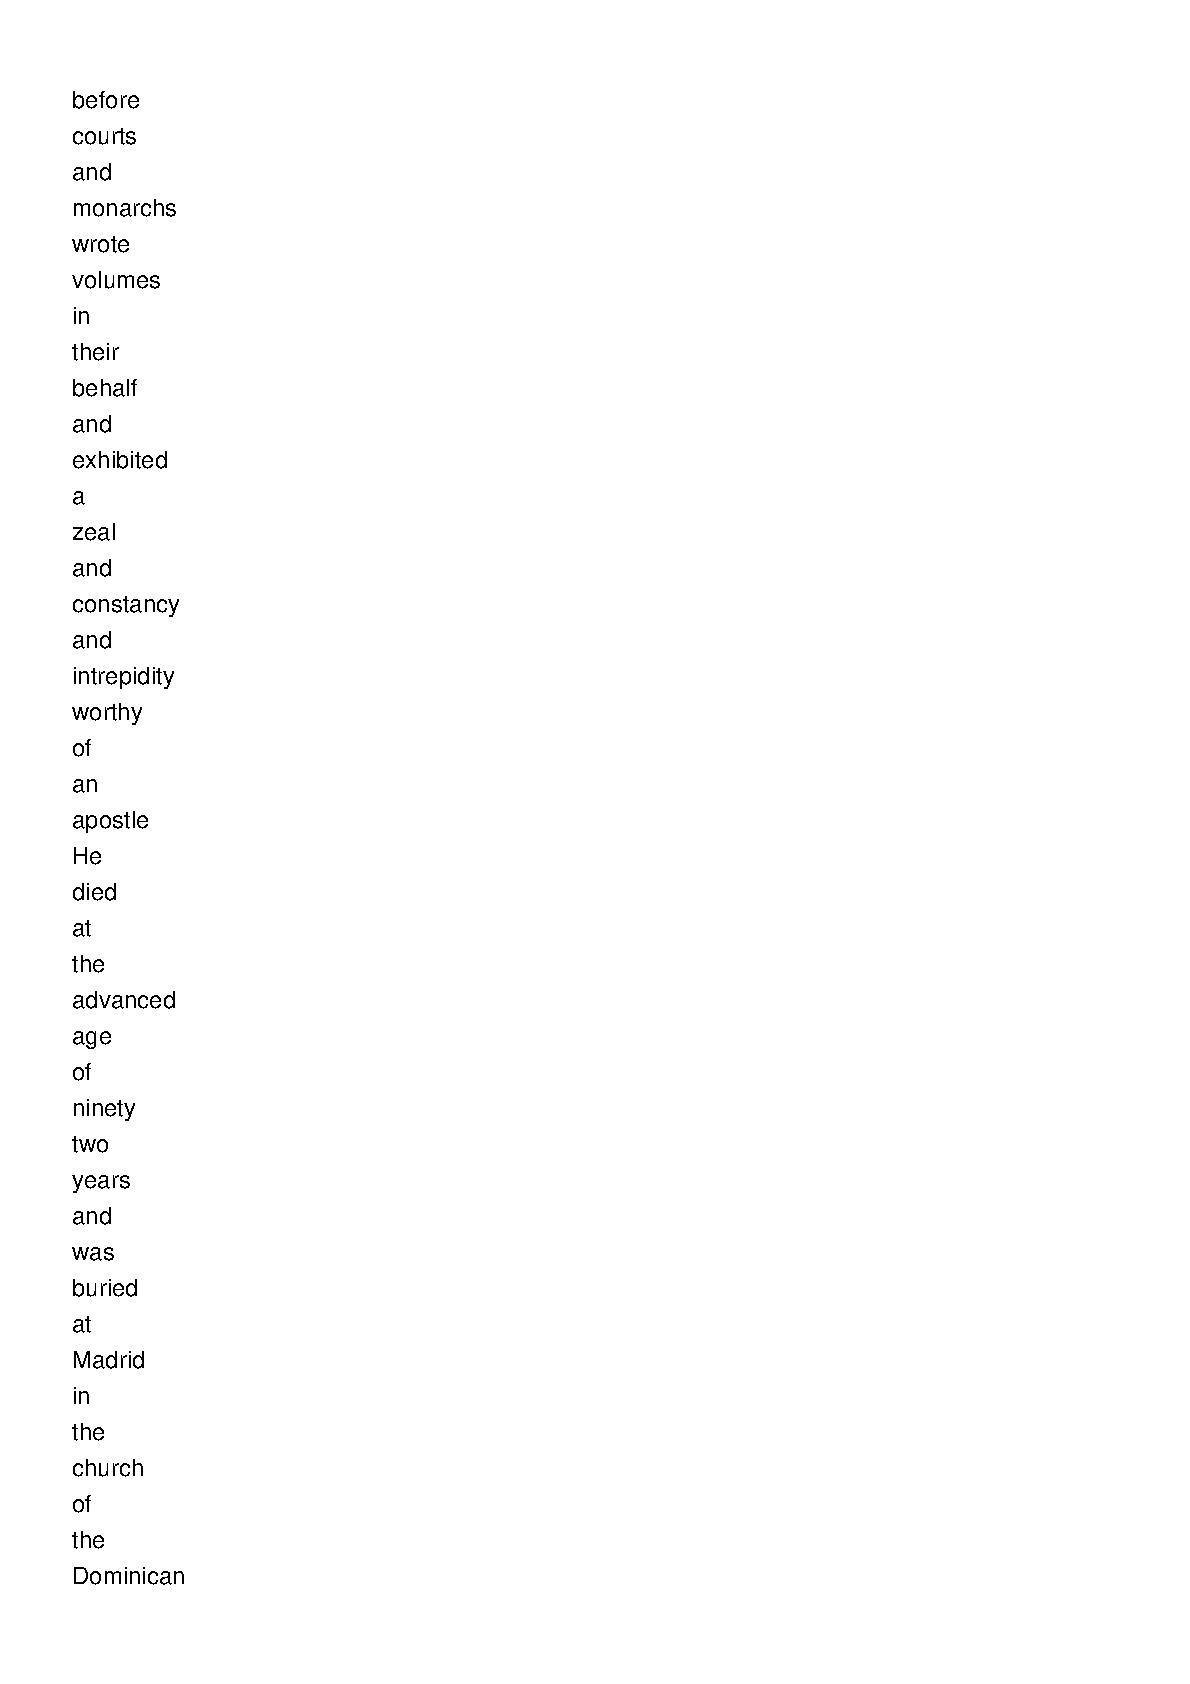 before
courts
and
monarchs
wrote
volumes
in
their
behalf
and
exhibited
a
zeal
and
constancy
and
intrepidity
worthy
of
an
apostle
He
died
at
the
advanced
age
of
ninety
two
years
and
was
buried
at
Madrid
in
the
church
of
the
Dominican